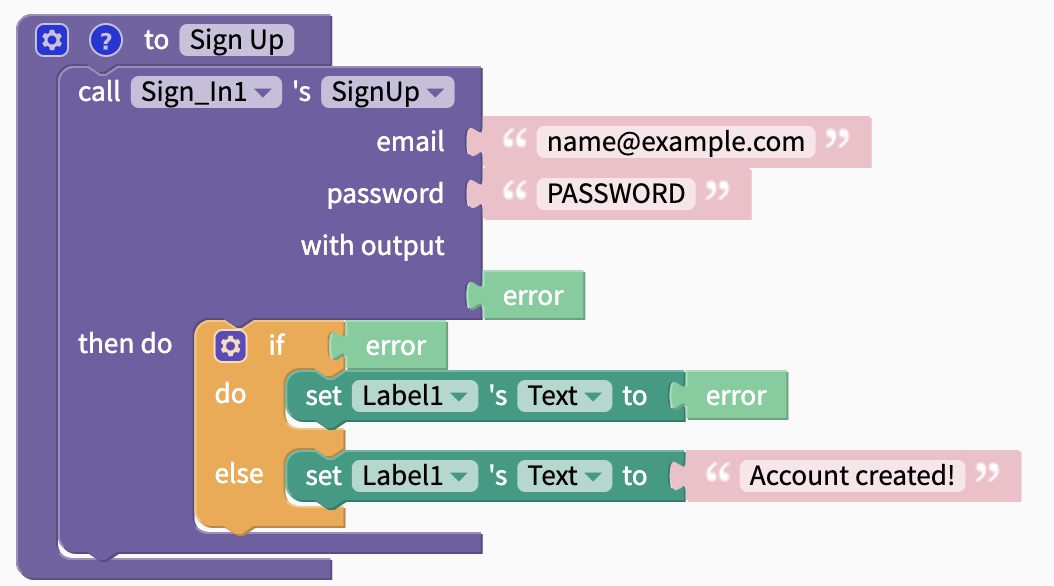 ? to Sign Up
call Sign_In1 's SignUp
email “ name@example.com ”
password “ PASSWORD ”
with output
error
then do if error
do set Label1 's Text to error
else set Label1 's Text to “ Account created! ”